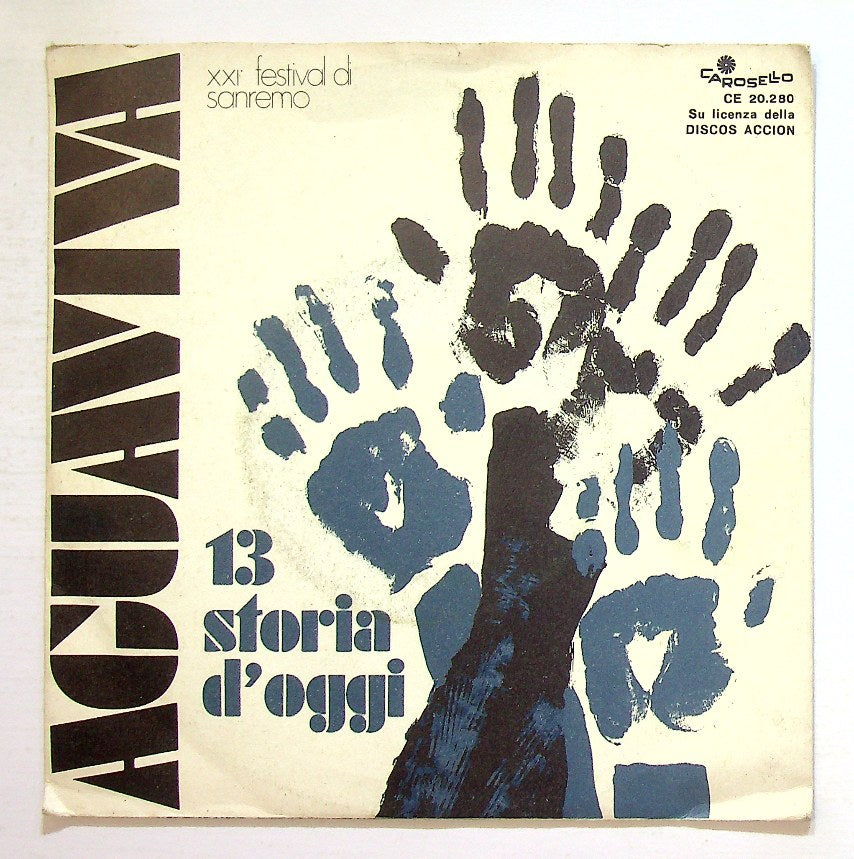 AGUAVIVA
xxi° festival di
sanremo
CAROSELLO
CE 20.280
Su licenza della
DISCOS ACCION
13
storia
d'oggi